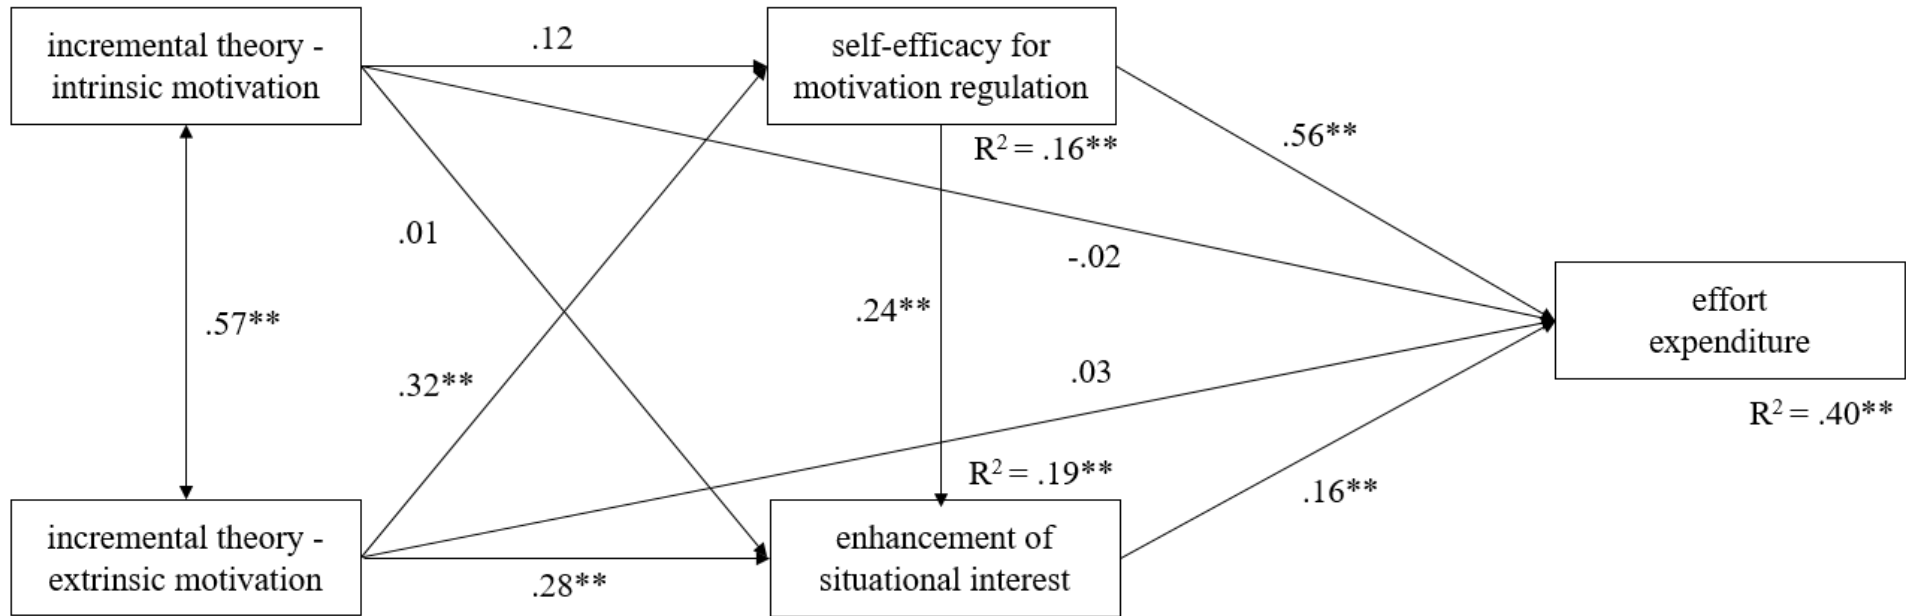 incremental theory -
intrinsic motivation
.12
self-efficacy for
motivation regulation
R² = .16**
.56**
.01
-.02
.57**
.24**
effort
expenditure
.32**
.03
R² = .40**
R² = .19**
.16**
incremental theory -
extrinsic motivation
.28**
enhancement of
situational interest